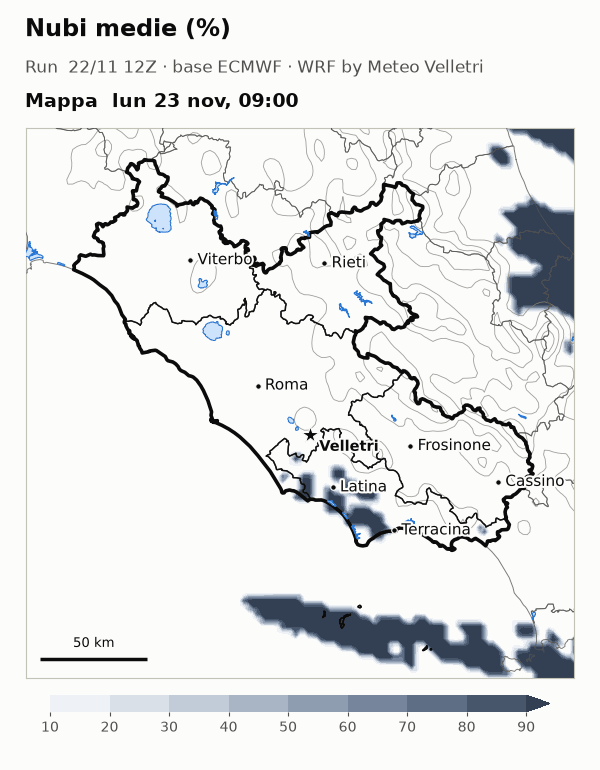 Nubi medie (%)
Run  22/11 12Z · base ECMWF · WRF by Meteo Velletri
Mappa  lun 23 nov, 09:00
Viterbo
Rieti
Roma
Velletri
Frosinone
Cassino
Latina
Terracina
50 km
10 20 30 40 50 60 70 80 90